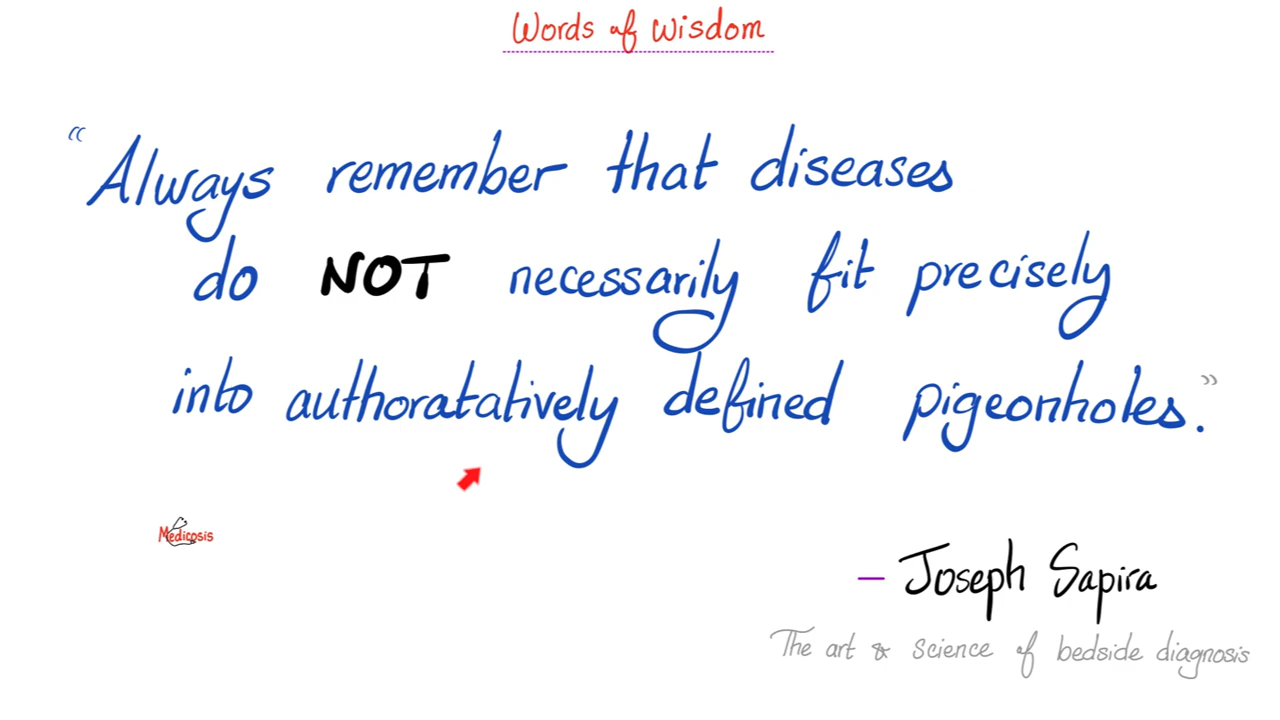 Words of Wisdom
“Always remember that diseases
do NOT necessarily fit precisely
into authoratatively defined pigeonholes.”
Medicosis
– Joseph Sapira
The art & science of bedside diagnosis